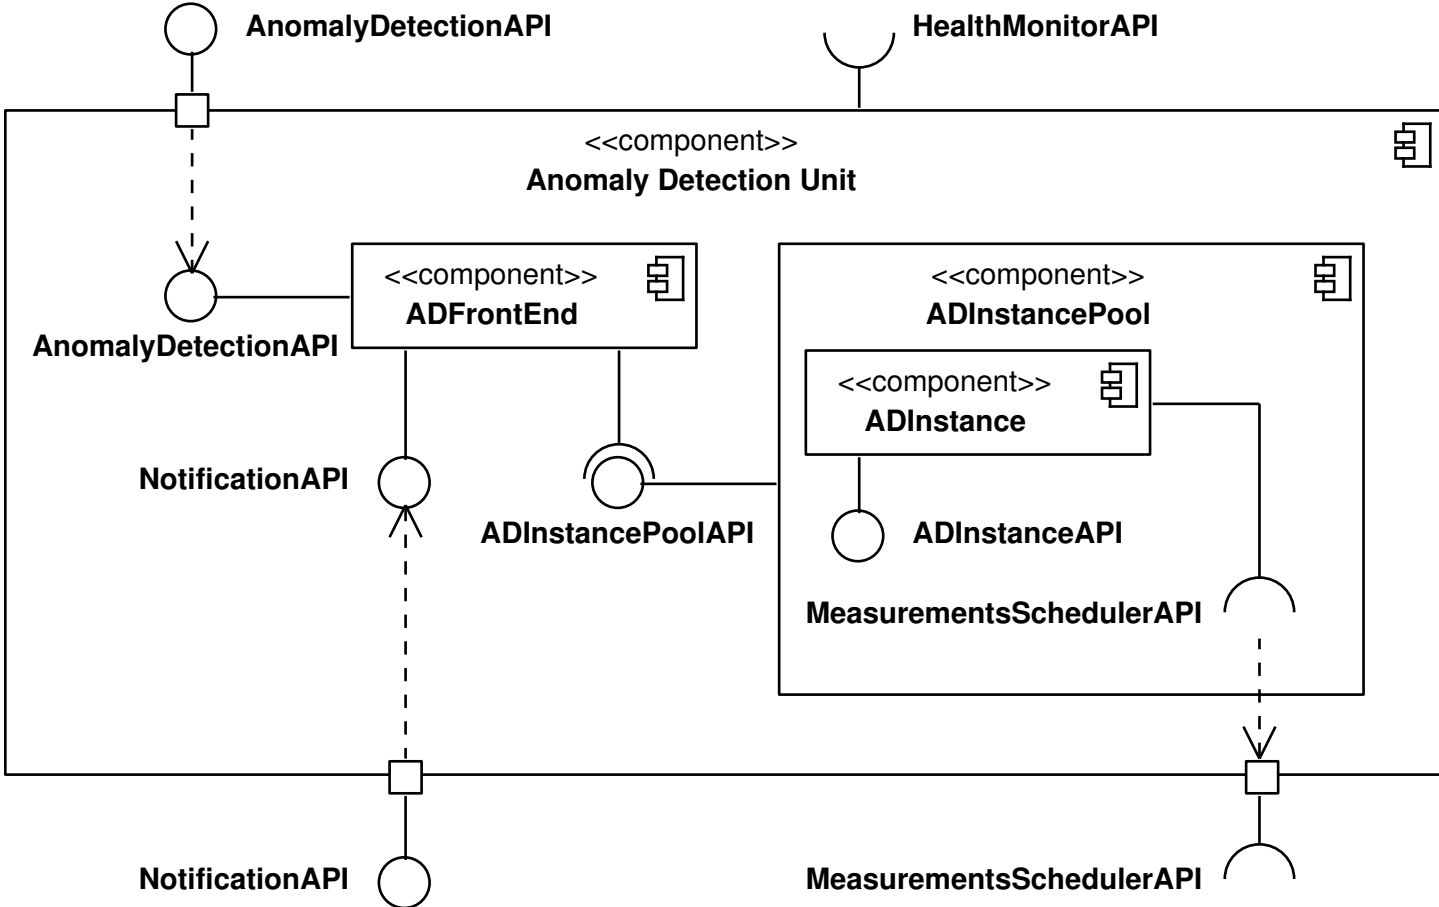 AnomalyDetectionAPI
HealthMonitorAPI
<<component>>
Anomaly Detection Unit
<<component>>
ADFrontEnd
AnomalyDetectionAPI
<<component>>
ADInstancePool
<<component>>
ADInstance
NotificationAPI
ADInstancePoolAPI
ADInstanceAPI
MeasurementsSchedulerAPI
NotificationAPI
MeasurementsSchedulerAPI